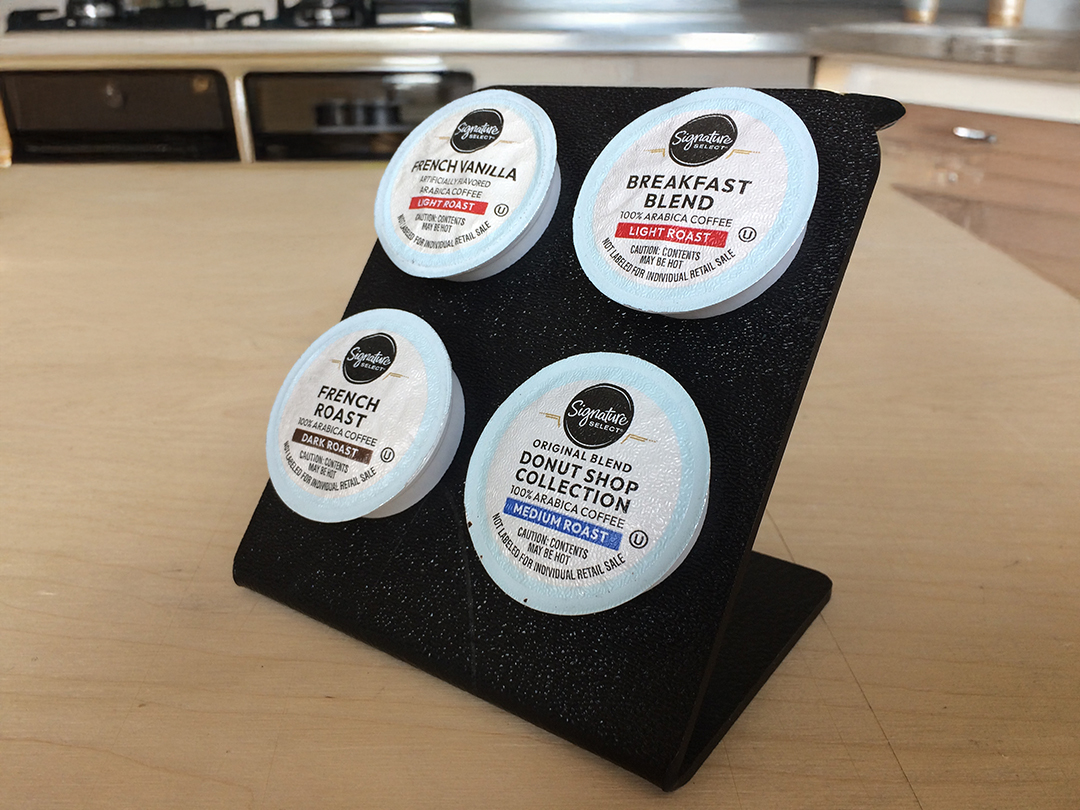 Signature
SELECT™
FRENCH VANILLA
ARTIFICIALLY FLAVORED
ARABICA COFFEE
LIGHT ROAST
U
CAUTION: CONTENTS
MAY BE HOT
NOT LABELED FOR INDIVIDUAL RETAIL SALE
Signature
SELECT™
BREAKFAST
BLEND
100% ARABICA COFFEE
LIGHT ROAST
U
CAUTION: CONTENTS
MAY BE HOT
NOT LABELED FOR INDIVIDUAL RETAIL SALE
Signature
SELECT™
FRENCH
ROAST
100% ARABICA COFFEE
DARK ROAST
U
CAUTION: CONTENTS
MAY BE HOT
NOT LABELED FOR INDIVIDUAL RETAIL SALE
Signature
SELECT™
ORIGINAL BLEND
DONUT SHOP
COLLECTION
100% ARABICA COFFEE
MEDIUM ROAST
U
CAUTION: CONTENTS
MAY BE HOT
NOT LABELED FOR INDIVIDUAL RETAIL SALE